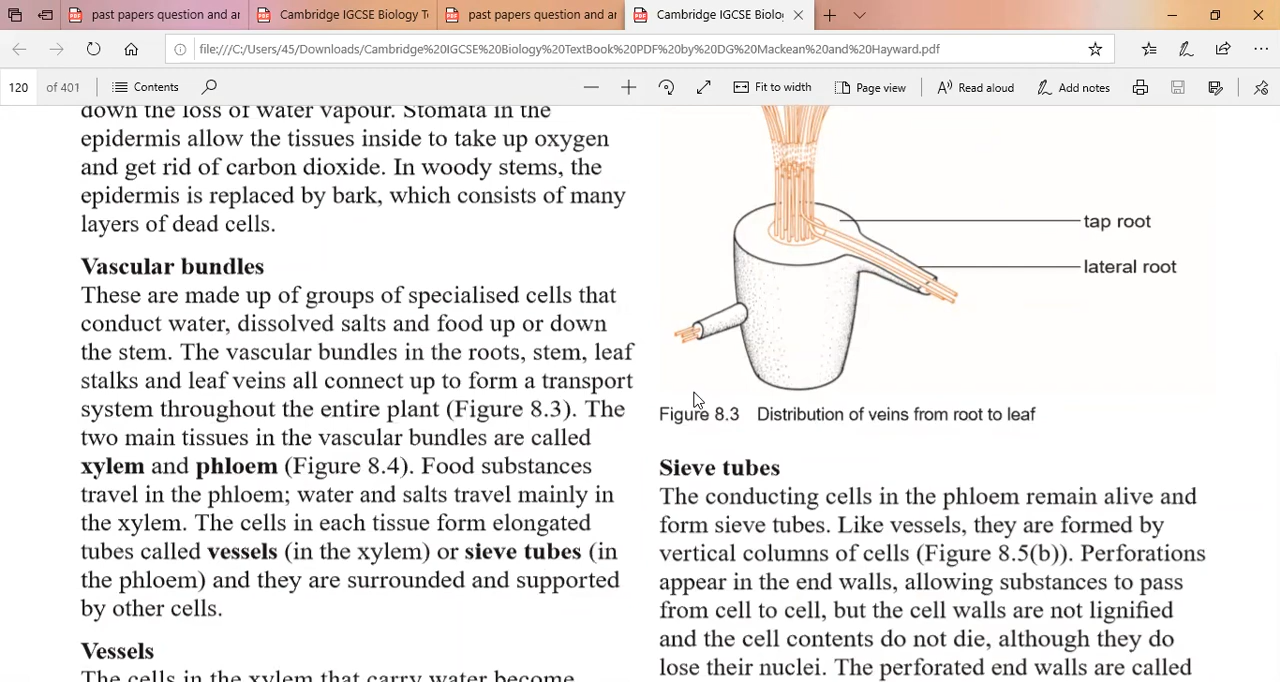 past papers question and ar
Cambridge IGCSE Biology T
past papers question and ar
Cambridge IGCSE Biolo
file:///C:/Users/45/Downloads/Cambridge%20IGCSE%20Biology%20TextBook%20PDF%20by%20DG%20Mackean%20and%20Hayward.pdf
120 of 401 Contents Fit to width Page view Read aloud Add notes
down the loss of water vapour. Stomata in the
epidermis allow the tissues inside to take up oxygen
and get rid of carbon dioxide. In woody stems, the
epidermis is replaced by bark, which consists of many
layers of dead cells.
Vascular bundles
These are made up of groups of specialised cells that
conduct water, dissolved salts and food up or down
the stem. The vascular bundles in the roots, stem, leaf
stalks and leaf veins all connect up to form a transport
system throughout the entire plant (Figure 8.3). The
two main tissues in the vascular bundles are called
xylem and phloem (Figure 8.4). Food substances
travel in the phloem; water and salts travel mainly in
the xylem. The cells in each tissue form elongated
tubes called vessels (in the xylem) or sieve tubes (in
the phloem) and they are surrounded and supported
by other cells.
Vessels
The cells in the xylem that carry water become
tap root
lateral root
Figure 8.3 Distribution of veins from root to leaf
Sieve tubes
The conducting cells in the phloem remain alive and
form sieve tubes. Like vessels, they are formed by
vertical columns of cells (Figure 8.5(b)). Perforations
appear in the end walls, allowing substances to pass
from cell to cell, but the cell walls are not lignified
and the cell contents do not die, although they do
lose their nuclei. The perforated end walls are called